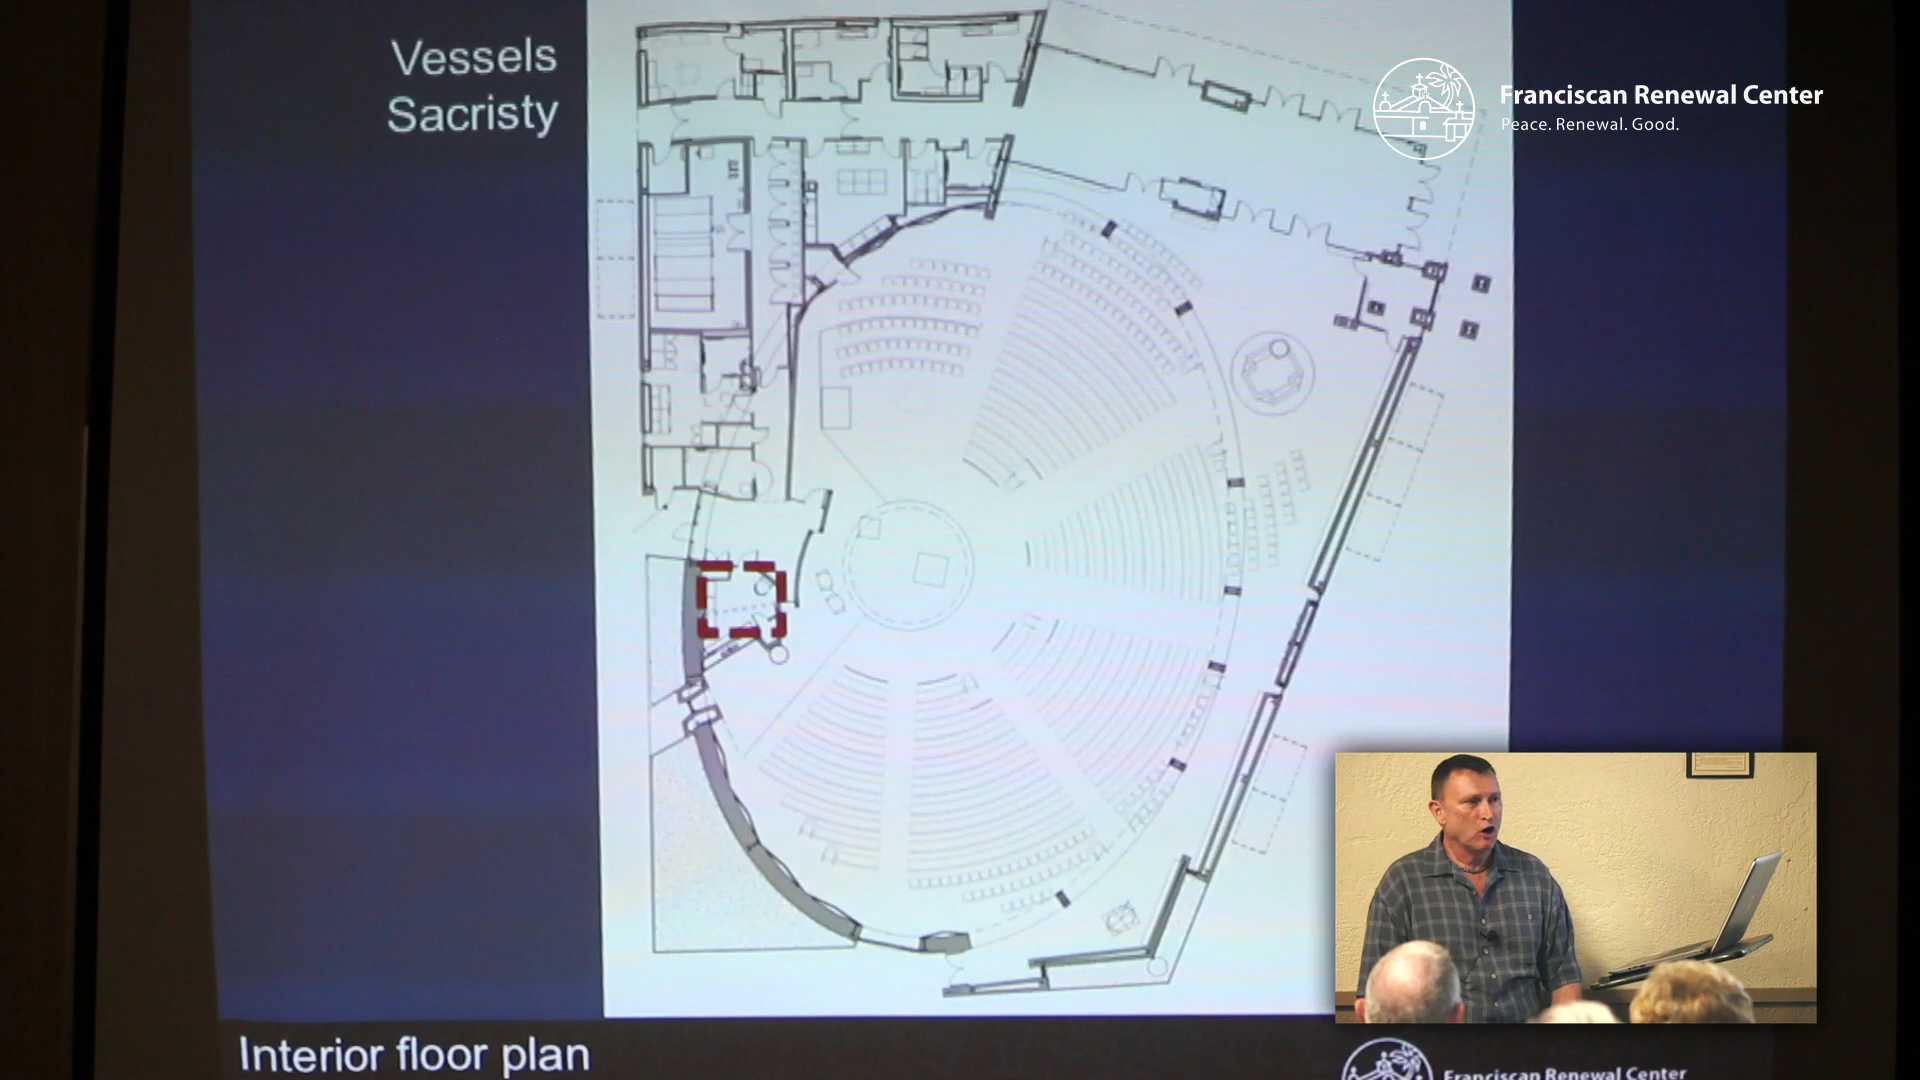 Vessels
Sacristy
Franciscan Renewal Center
Peace. Renewal. Good.
Interior floor plan
Franciscan Renewal Center